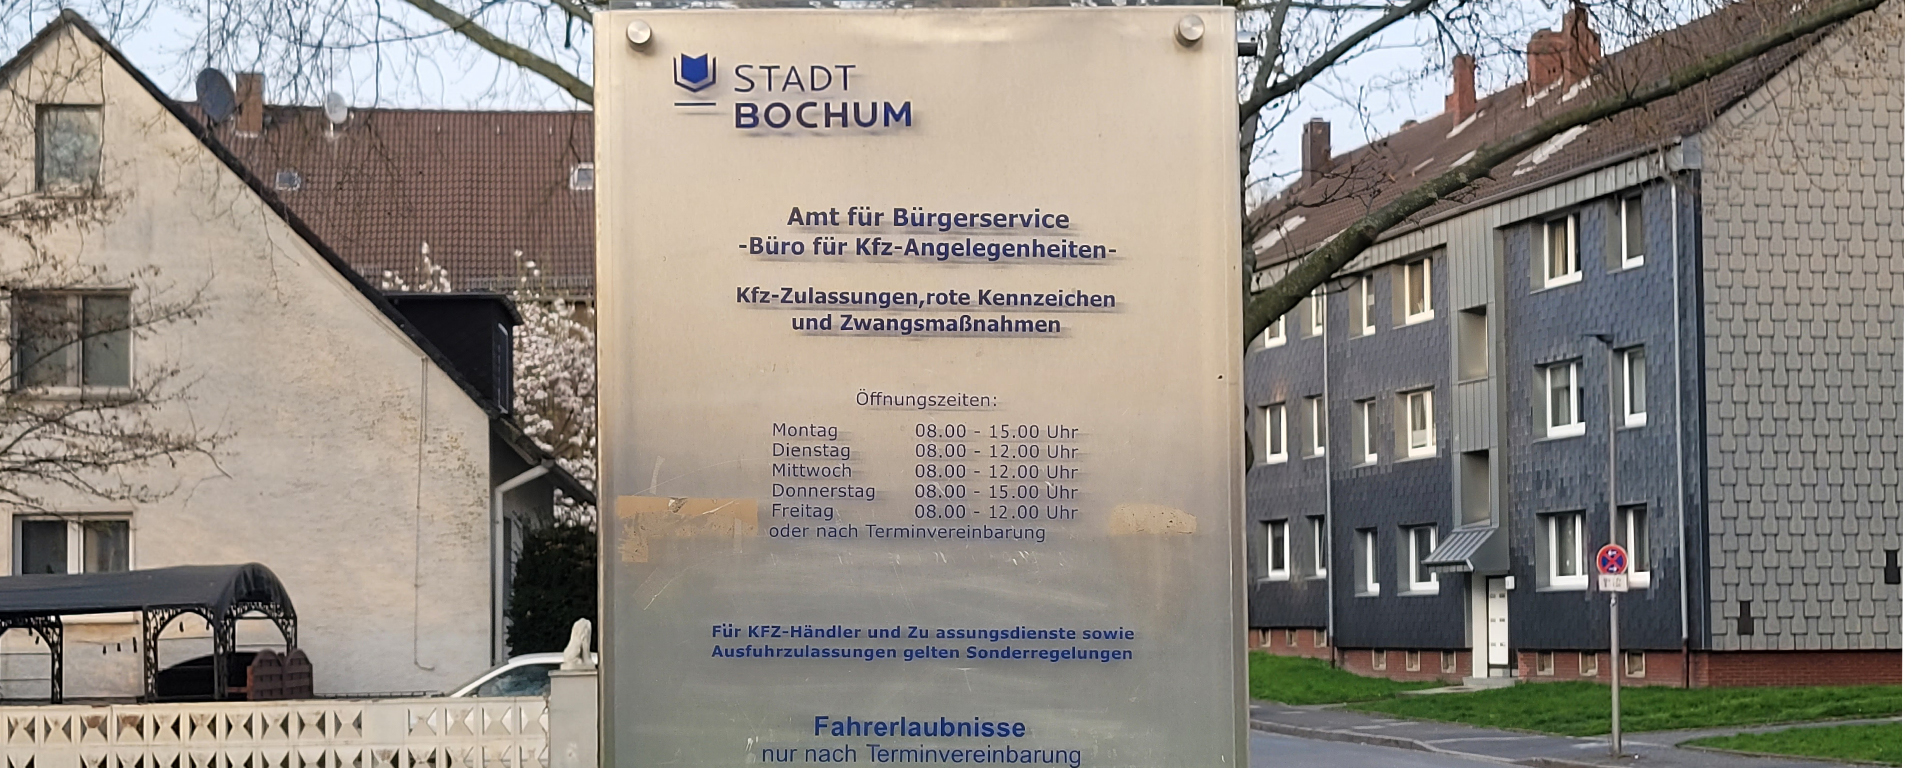 STADT
BOCHUM
Amt für Bürgerservice
-Büro für Kfz-Angelegenheiten-
Kfz-Zulassungen,rote Kennzeichen
und Zwangsmaßnahmen
Öffnungszeiten:
Montag 08.00 - 15.00 Uhr
Dienstag 08.00 - 12.00 Uhr
Mittwoch 08.00 - 12.00 Uhr
Donnerstag 08.00 - 15.00 Uhr
Freitag 08.00 - 12.00 Uhr
oder nach Terminvereinbarung
Für KFZ-Händler und Zu assungsdienste sowie
Ausfuhrzulassungen gelten Sonderregelungen
Fahrerlaubnisse
nur nach Terminvereinbarung